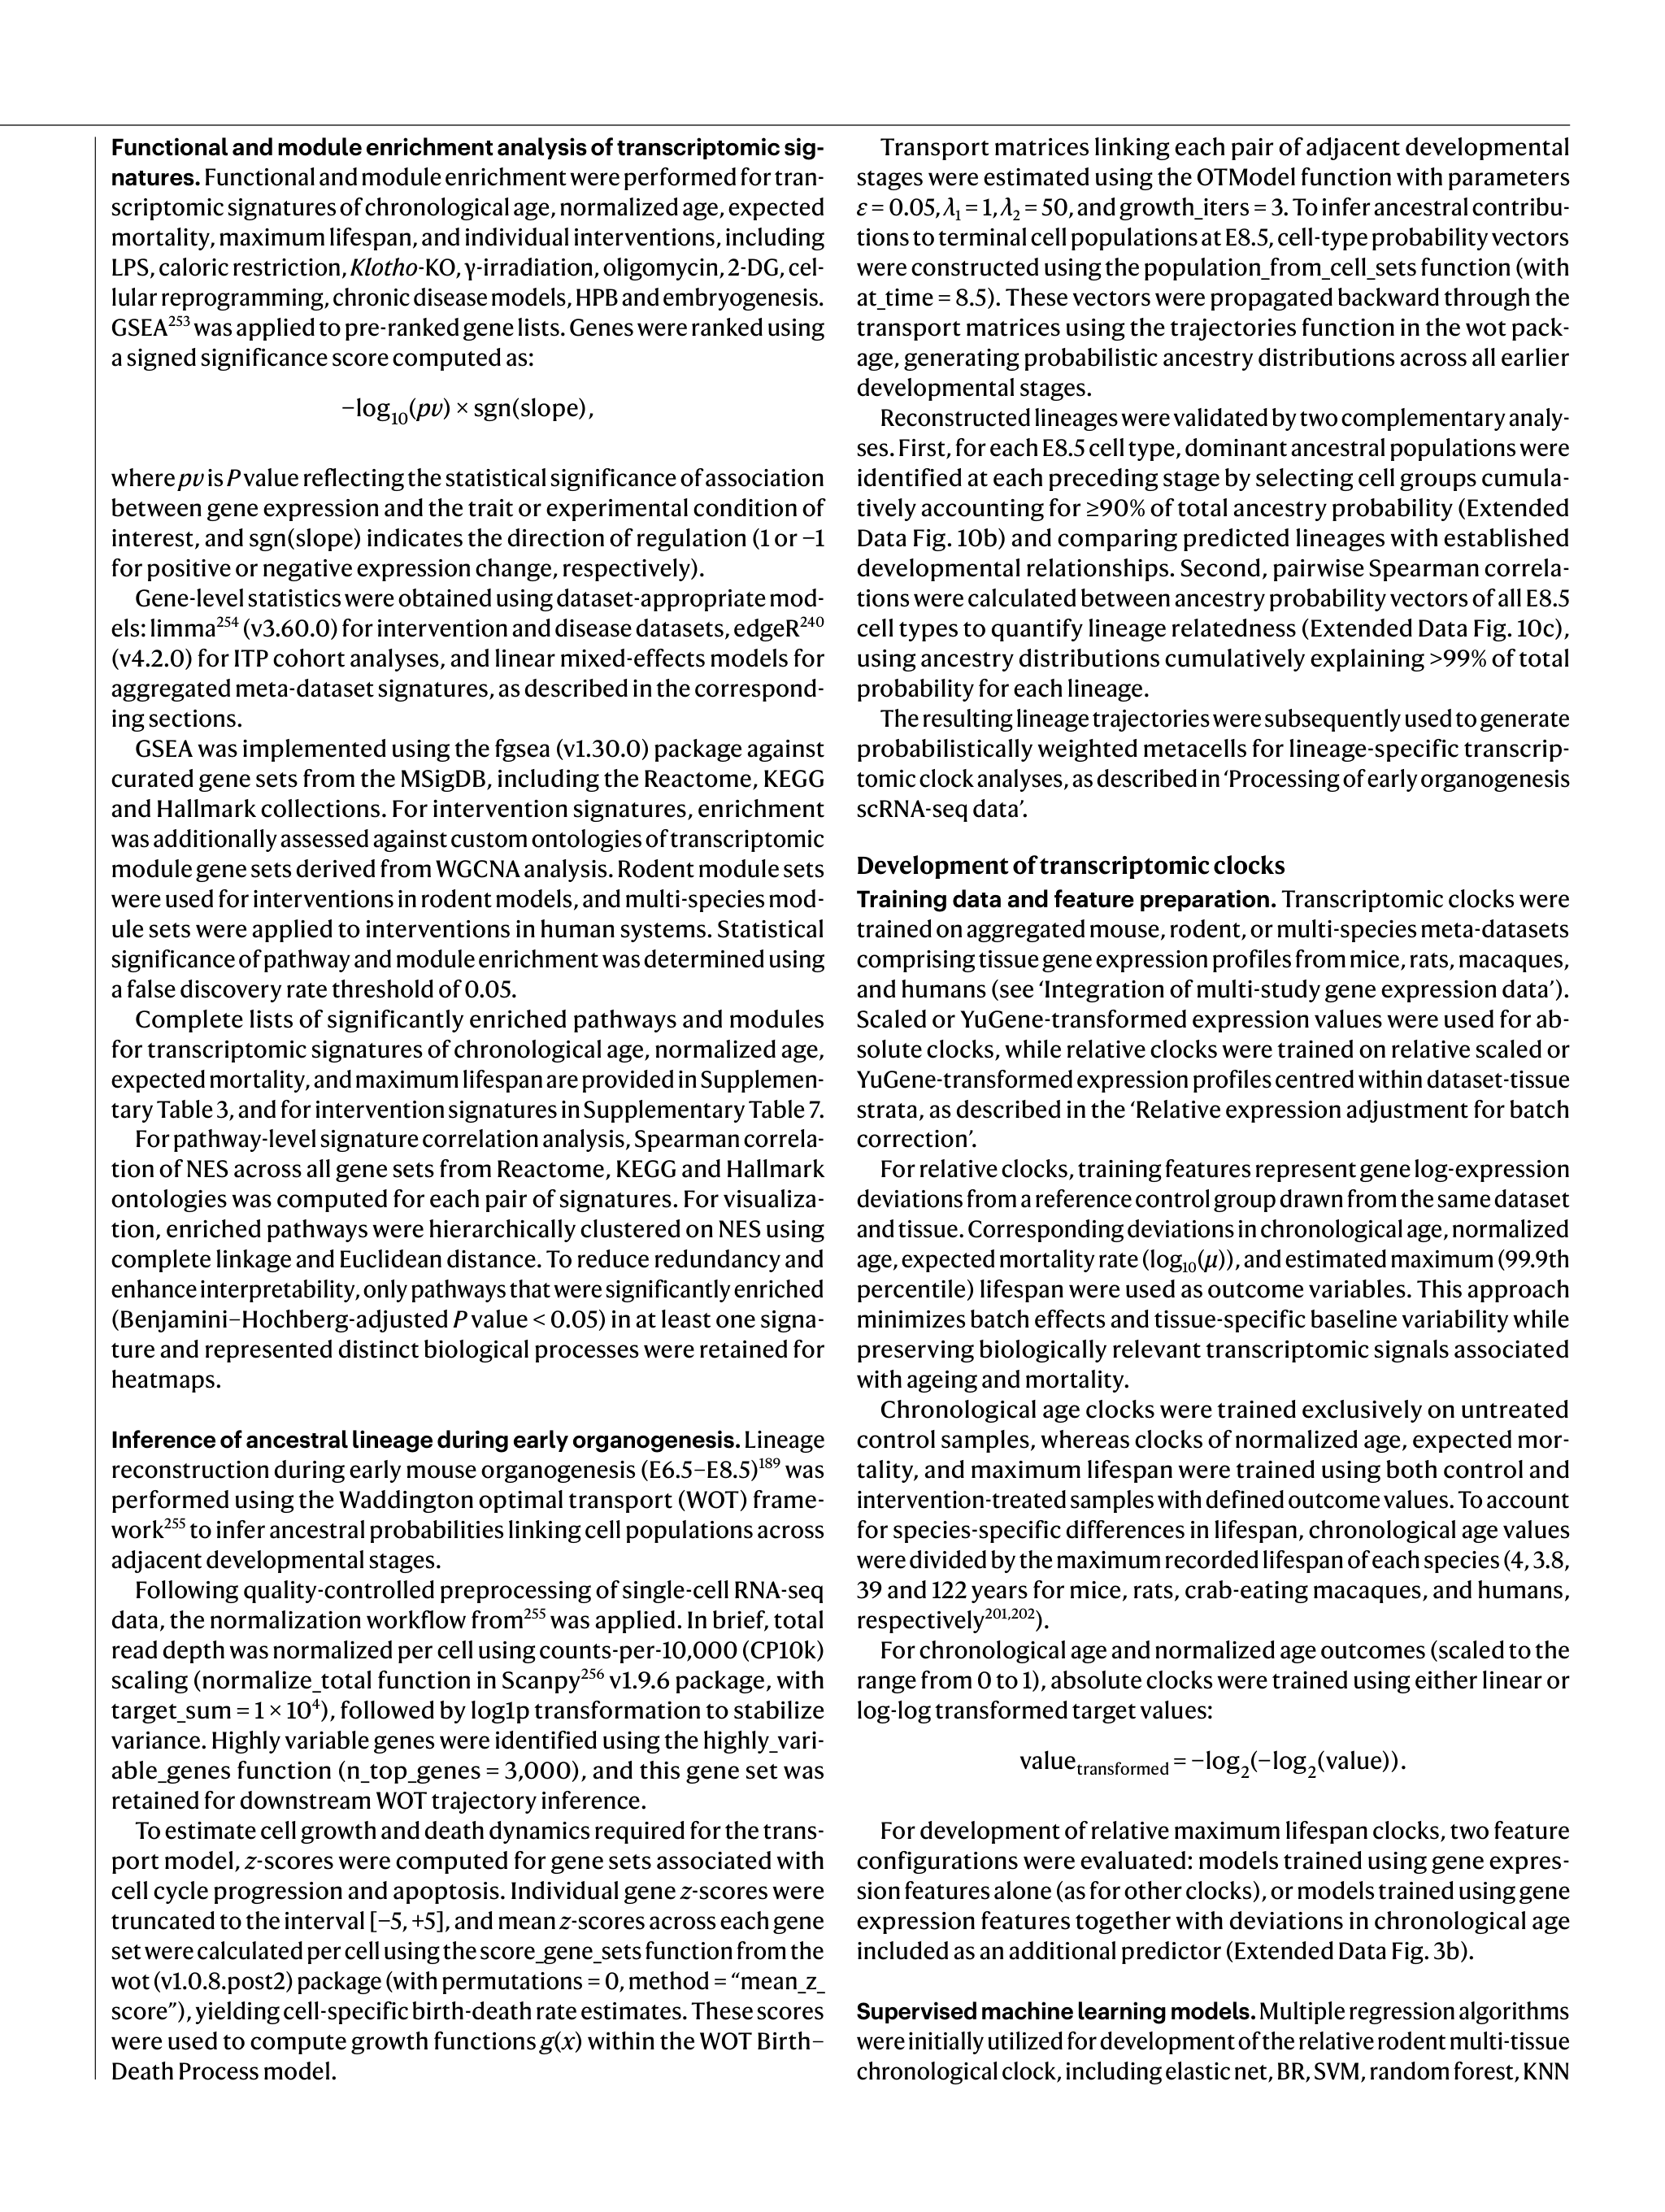 Functional and module enrichment analysis of transcriptomic sig-
natures. Functional and module enrichment were performed for tran-
scriptomic signatures of chronological age, normalized age, expected
mortality, maximum lifespan, and individual interventions, including
LPS, caloric restriction, Klotho-KO, γ-irradiation, oligomycin, 2-DG, cel-
lular reprogramming, chronic disease models, HPB and embryogenesis.
GSEA253 was applied to pre-ranked gene lists. Genes were ranked using
a signed significance score computed as:
−log10(pv) × sgn(slope),
where pv is P value reflecting the statistical significance of association
between gene expression and the trait or experimental condition of
interest, and sgn(slope) indicates the direction of regulation (1 or −1
for positive or negative expression change, respectively).
Gene-level statistics were obtained using dataset-appropriate mod-
els: limma254 (v3.60.0) for intervention and disease datasets, edgeR240
(v4.2.0) for ITP cohort analyses, and linear mixed-effects models for
aggregated meta-dataset signatures, as described in the correspond-
ing sections.
GSEA was implemented using the fgsea (v1.30.0) package against
curated gene sets from the MSigDB, including the Reactome, KEGG
and Hallmark collections. For intervention signatures, enrichment
was additionally assessed against custom ontologies of transcriptomic
module gene sets derived from WGCNA analysis. Rodent module sets
were used for interventions in rodent models, and multi-species mod-
ule sets were applied to interventions in human systems. Statistical
significance of pathway and module enrichment was determined using
a false discovery rate threshold of 0.05.
Complete lists of significantly enriched pathways and modules
for transcriptomic signatures of chronological age, normalized age,
expected mortality, and maximum lifespan are provided in Supplemen-
tary Table 3, and for intervention signatures in Supplementary Table 7.
For pathway-level signature correlation analysis, Spearman correla-
tion of NES across all gene sets from Reactome, KEGG and Hallmark
ontologies was computed for each pair of signatures. For visualiza-
tion, enriched pathways were hierarchically clustered on NES using
complete linkage and Euclidean distance. To reduce redundancy and
enhance interpretability, only pathways that were significantly enriched
(Benjamini–Hochberg-adjusted P value < 0.05) in at least one signa-
ture and represented distinct biological processes were retained for
heatmaps.
Inference of ancestral lineage during early organogenesis. Lineage
reconstruction during early mouse organogenesis (E6.5–E8.5)189 was
performed using the Waddington optimal transport (WOT) frame-
work255 to infer ancestral probabilities linking cell populations across
adjacent developmental stages.
Following quality-controlled preprocessing of single-cell RNA-seq
data, the normalization workflow from255 was applied. In brief, total
read depth was normalized per cell using counts-per-10,000 (CP10k)
scaling (normalize_total function in Scanpy256 v1.9.6 package, with
target_sum = 1 × 10⁴), followed by log1p transformation to stabilize
variance. Highly variable genes were identified using the highly_vari-
able_genes function (n_top_genes = 3,000), and this gene set was
retained for downstream WOT trajectory inference.
To estimate cell growth and death dynamics required for the trans-
port model, z-scores were computed for gene sets associated with
cell cycle progression and apoptosis. Individual gene z-scores were
truncated to the interval [−5, +5], and mean z-scores across each gene
set were calculated per cell using the score_gene_sets function from the
wot (v1.0.8.post2) package (with permutations = 0, method = “mean_z_
score”), yielding cell-specific birth-death rate estimates. These scores
were used to compute growth functions g(x) within the WOT Birth–
Death Process model.
Transport matrices linking each pair of adjacent developmental
stages were estimated using the OTModel function with parameters
ε = 0.05, λ1 = 1, λ2 = 50, and growth_iters = 3. To infer ancestral contribu-
tions to terminal cell populations at E8.5, cell-type probability vectors
were constructed using the population_from_cell_sets function (with
at_time = 8.5). These vectors were propagated backward through the
transport matrices using the trajectories function in the wot pack-
age, generating probabilistic ancestry distributions across all earlier
developmental stages.
Reconstructed lineages were validated by two complementary analy-
ses. First, for each E8.5 cell type, dominant ancestral populations were
identified at each preceding stage by selecting cell groups cumula-
tively accounting for ≥90% of total ancestry probability (Extended
Data Fig. 10b) and comparing predicted lineages with established
developmental relationships. Second, pairwise Spearman correla-
tions were calculated between ancestry probability vectors of all E8.5
cell types to quantify lineage relatedness (Extended Data Fig. 10c),
using ancestry distributions cumulatively explaining >99% of total
probability for each lineage.
The resulting lineage trajectories were subsequently used to generate
probabilistically weighted metacells for lineage-specific transcrip-
tomic clock analyses, as described in ‘Processing of early organogenesis
scRNA-seq data’.
Development of transcriptomic clocks
Training data and feature preparation. Transcriptomic clocks were
trained on aggregated mouse, rodent, or multi-species meta-datasets
comprising tissue gene expression profiles from mice, rats, macaques,
and humans (see ‘Integration of multi-study gene expression data’).
Scaled or YuGene-transformed expression values were used for ab-
solute clocks, while relative clocks were trained on relative scaled or
YuGene-transformed expression profiles centred within dataset-tissue
strata, as described in the ‘Relative expression adjustment for batch
correction’.
For relative clocks, training features represent gene log-expression
deviations from a reference control group drawn from the same dataset
and tissue. Corresponding deviations in chronological age, normalized
age, expected mortality rate (log10(μ)), and estimated maximum (99.9th
percentile) lifespan were used as outcome variables. This approach
minimizes batch effects and tissue-specific baseline variability while
preserving biologically relevant transcriptomic signals associated
with ageing and mortality.
Chronological age clocks were trained exclusively on untreated
control samples, whereas clocks of normalized age, expected mor-
tality, and maximum lifespan were trained using both control and
intervention-treated samples with defined outcome values. To account
for species-specific differences in lifespan, chronological age values
were divided by the maximum recorded lifespan of each species (4, 3.8,
39 and 122 years for mice, rats, crab-eating macaques, and humans,
respectively201,202).
For chronological age and normalized age outcomes (scaled to the
range from 0 to 1), absolute clocks were trained using either linear or
log-log transformed target values:
valuetransformed = −log2(−log2(value)).
For development of relative maximum lifespan clocks, two feature
configurations were evaluated: models trained using gene expres-
sion features alone (as for other clocks), or models trained using gene
expression features together with deviations in chronological age
included as an additional predictor (Extended Data Fig. 3b).
Supervised machine learning models. Multiple regression algorithms
were initially utilized for development of the relative rodent multi-tissue
chronological clock, including elastic net, BR, SVM, random forest, KNN